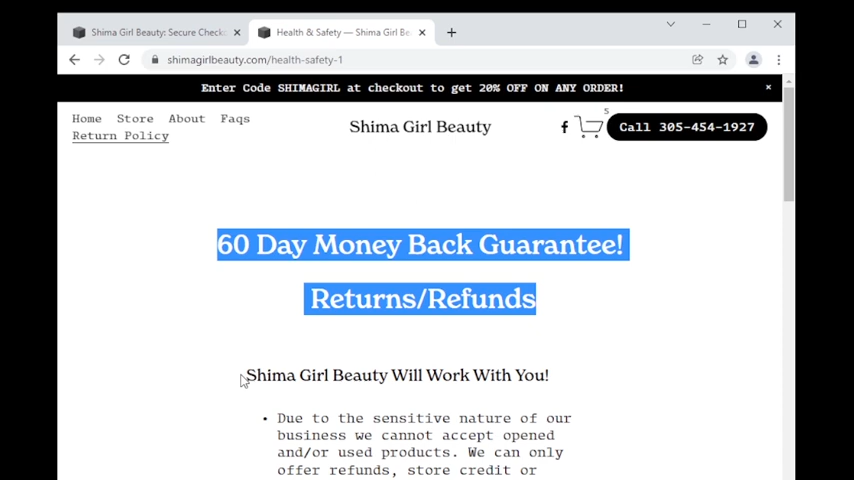 Shima Girl Beauty: Secure Check
Health & Safety — Shima Girl Be
shimagirlbeauty.com/health-safety-1
Enter Code SHIMAGIRL at checkout to get 20% OFF ON ANY ORDER!
Home Store About Faqs
Return Policy
Shima Girl Beauty
5
Call 305-454-1927
60 Day Money Back Guarantee!
Returns/Refunds
Shima Girl Beauty Will Work With You!
• Due to the sensitive nature of our
business we cannot accept opened
and/or used products. We can only
offer refunds, store credit or